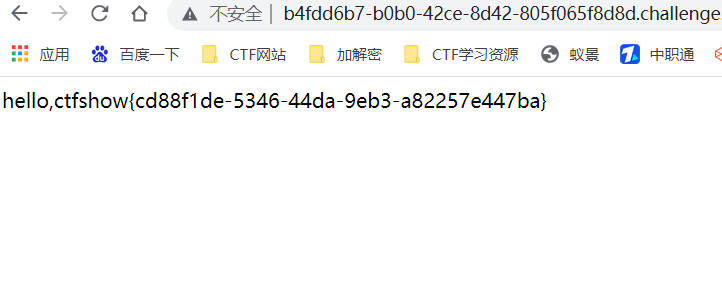 不安全 | b4fdd6b7-b0b0-42ce-8d42-805f065f8d8d.challenge
应用 百度一下 CTF网站 加解密 CTF学习资源 蚁景 中职通
hello,ctfshow{cd88f1de-5346-44da-9eb3-a82257e447ba}